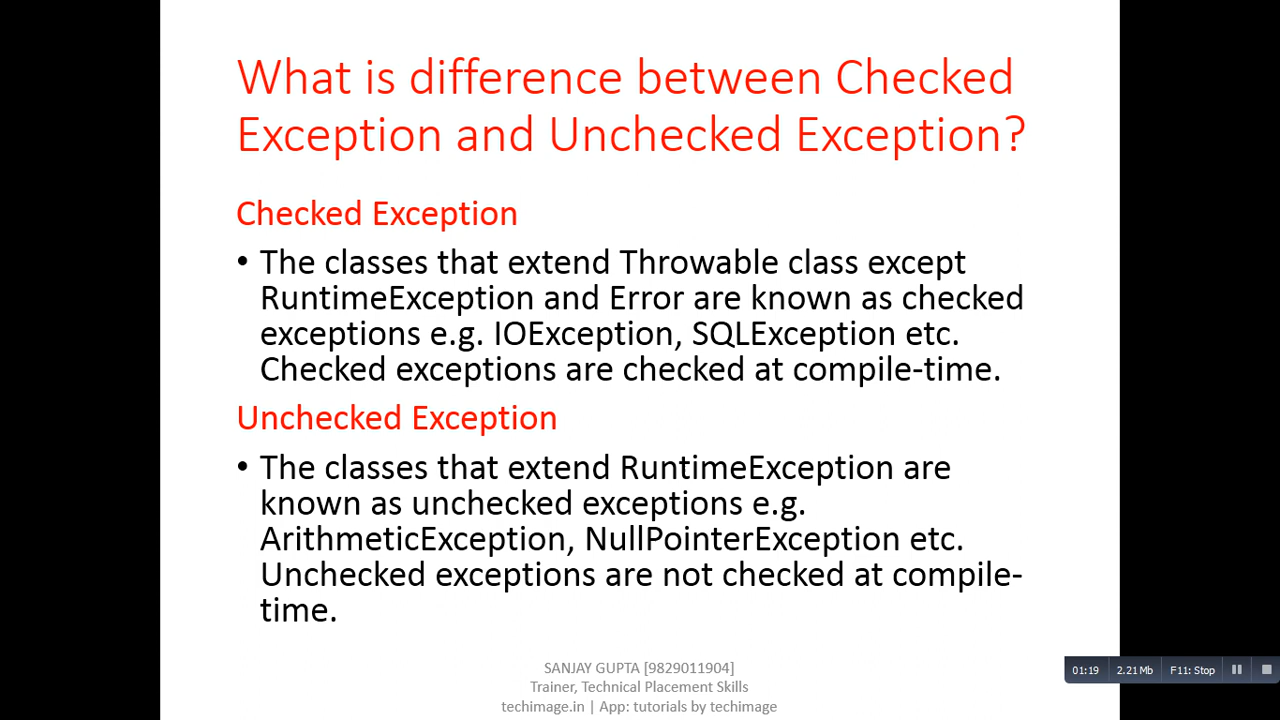 What is difference between Checked
Exception and Unchecked Exception?
Checked Exception
• The classes that extend Throwable class except
RuntimeException and Error are known as checked
exceptions e.g. IOException, SQLException etc.
Checked exceptions are checked at compile-time.
Unchecked Exception
• The classes that extend RuntimeException are
known as unchecked exceptions e.g.
ArithmeticException, NullPointerException etc.
Unchecked exceptions are not checked at compile-
time.
SANJAY GUPTA [9829011904]
Trainer, Technical Placement Skills
techimage.in | App: tutorials by techimage
01:19 2.21 Mb F11: Stop